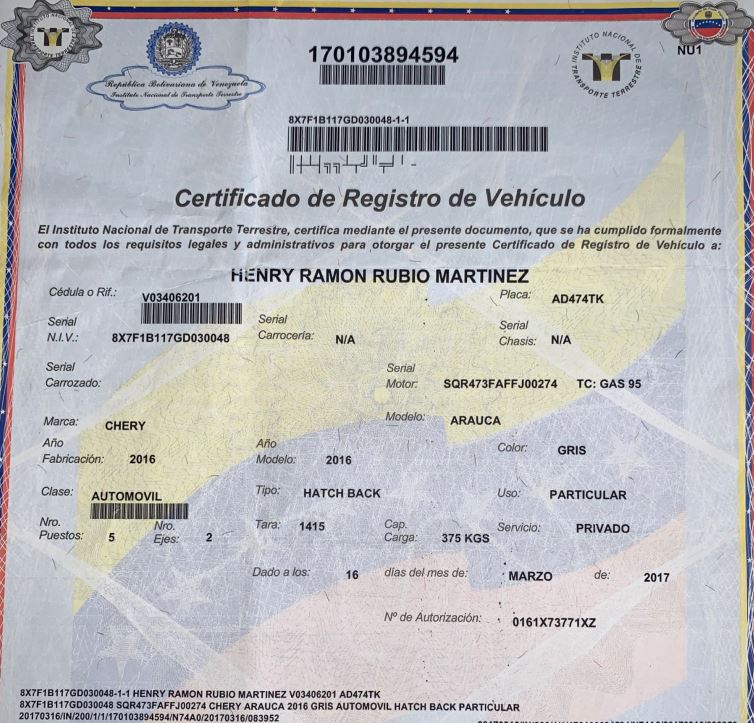 170103894594
NU1
INSTITUTO NACIONAL DE TRANSPORTE TERRESTRE
República Bolivariana de Venezuela
Instituto Nacional de Transporte Terrestre
8X7F1B117GD030048-1-1
Certificado de Registro de Vehículo
El Instituto Nacional de Transporte Terrestre, certifica mediante el presente documento, que se ha cumplido formalmente
con todos los requisitos legales y administrativos para otorgar el presente Certificado de Registro de Vehículo a:
HENRY RAMON RUBIO MARTINEZ
Cédula o Rif.: V03406201 Placa: AD474TK
Serial N.I.V.: 8X7F1B117GD030048 Serial Carrocería: N/A Serial Chasis: N/A
Serial Carrozado: Serial Motor: SQR473FAFFJ00274 TC: GAS 95
Marca: CHERY Modelo: ARAUCA
Año Fabricación: 2016 Año Modelo: 2016 Color: GRIS
Clase: AUTOMOVIL Tipo: HATCH BACK Uso: PARTICULAR
Nro. Puestos: 5 Nro. Ejes: 2 Tara: 1415 Cap. Carga: 375 KGS Servicio: PRIVADO
Dado a los: 16 días del mes de: MARZO de: 2017
Nº de Autorización: 0161X73771XZ
8X7F1B117GD030048-1-1 HENRY RAMON RUBIO MARTINEZ V03406201 AD474TK
8X7F1B117GD030048 SQR473FAFFJ00274 CHERY ARAUCA 2016 GRIS AUTOMOVIL HATCH BACK PARTICULAR
20170316/IN/200/1/1/170103894594/N74A0/20170316/083952